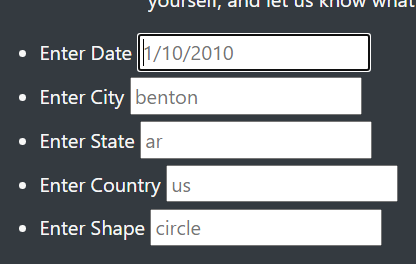 yourself, and let us know what
Enter Date 1/10/2010
Enter City benton
Enter State ar
Enter Country us
Enter Shape circle